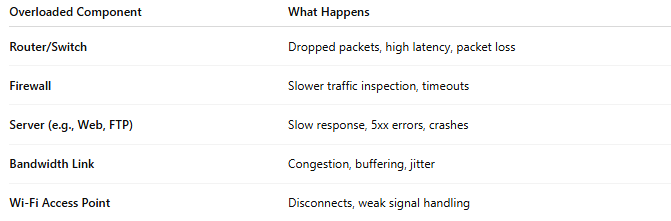 Overloaded Component What Happens
Router/Switch Dropped packets, high latency, packet loss
Firewall Slower traffic inspection, timeouts
Server (e.g., Web, FTP) Slow response, 5xx errors, crashes
Bandwidth Link Congestion, buffering, jitter
Wi-Fi Access Point Disconnects, weak signal handling